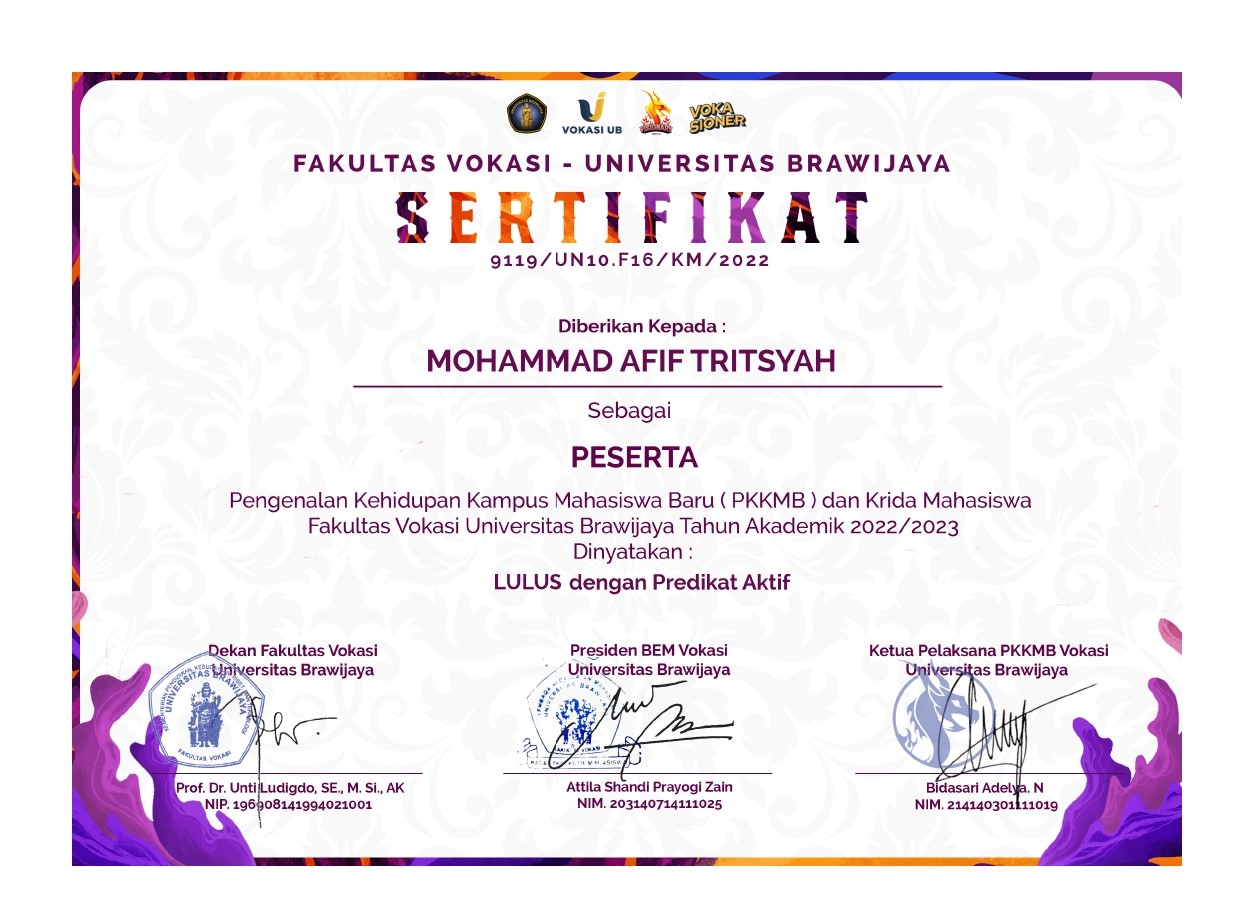 VOKASI UB
VOKA
SIONER
FAKULTAS VOKASI - UNIVERSITAS BRAWIJAYA
SERTIFIKAT
9119/UN10.F16/KM/2022
Diberikan Kepada :
MOHAMMAD AFIF TRITSYAH
Sebagai
PESERTA
Pengenalan Kehidupan Kampus Mahasiswa Baru ( PKKMB ) dan Krida Mahasiswa
Fakultas Vokasi Universitas Brawijaya Tahun Akademik 2022/2023
Dinyatakan :
LULUS dengan Predikat Aktif
Dekan Fakultas Vokasi
Universitas Brawijaya
UNIVERSITAS BRAWIJAYA
FAKULTAS VOKASI
Prof. Dr. Unti Ludigdo, SE., M. Si., AK
NIP. 196908141994021001
Presiden BEM Vokasi
Universitas Brawijaya
Attila Shandi Prayogi Zain
NIM. 203140714111025
Ketua Pelaksana PKKMB Vokasi
Universitas Brawijaya
Bidasari Adelya. N
NIM. 214140301111019